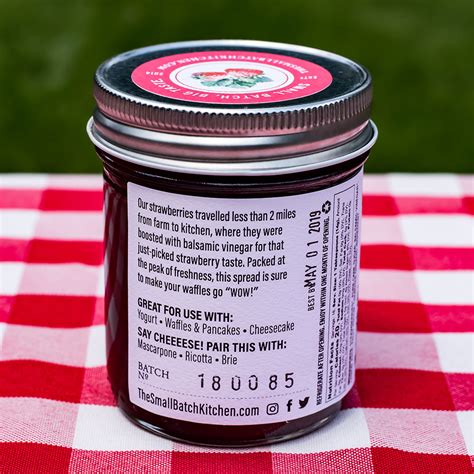 SMALL BATCH, BIG TASTE
THESMALLBATCHKITCHEN.COM
Our strawberries travelled less than 2 miles
from farm to kitchen, where they were
boosted with balsamic vinegar for that
just-picked strawberry taste. Packed at
the peak of freshness, this spread is sure
to make your waffles go “WOW!”
GREAT FOR USE WITH:
Yogurt • Waffles & Pancakes • Cheesecake
SAY CHEEEESE! PAIR THIS WITH:
Mascarpone • Ricotta • Brie
BATCH
Nº
180085
TheSmallBatchKitchen.com
BEST BY
MAY 01 2019
REFRIGERATE AFTER OPENING. ENJOY WITHIN ONE MONTH OF OPENING.
Nutrition Facts